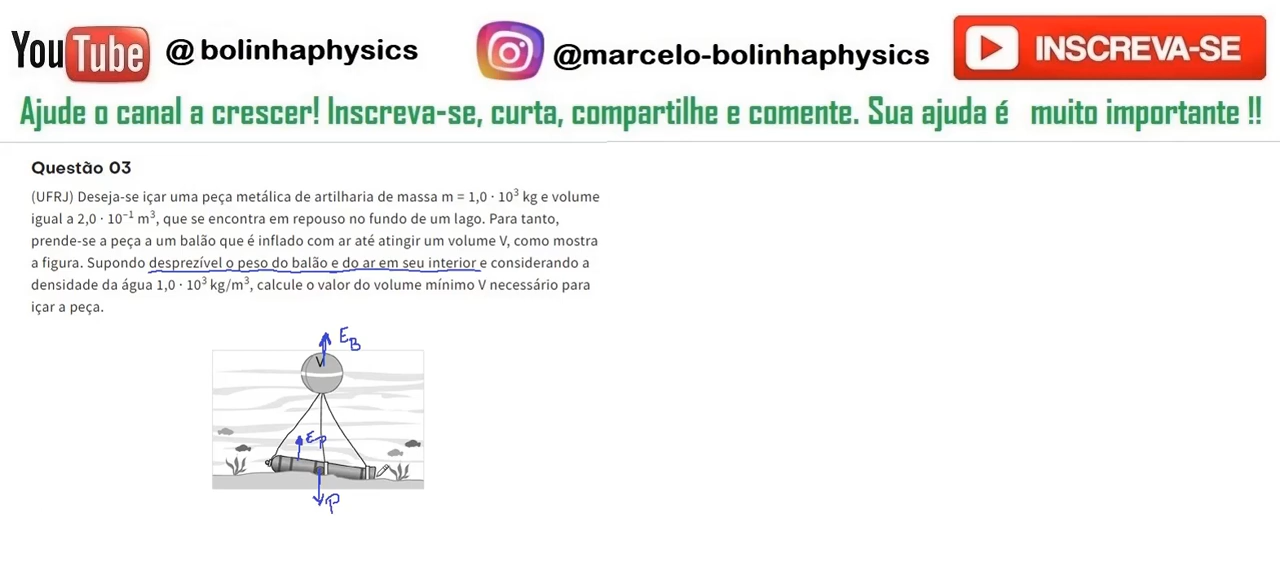 YouTube @ bolinhaphysics @marcelo-bolinhaphysics INSCREVA-SE
Ajude o canal a crescer! Inscreva-se, curta, compartilhe e comente. Sua ajuda é muito importante !!
Questão 03
(UFRJ) Deseja-se içar uma peça metálica de artilharia de massa m = 1,0 · 10³ kg e volume
igual a 2,0 · 10⁻¹ m³, que se encontra em repouso no fundo de um lago. Para tanto,
prende-se a peça a um balão que é inflado com ar até atingir um volume V, como mostra
a figura. Supondo desprezível o peso do balão e do ar em seu interior e considerando a
densidade da água 1,0 · 10³ kg/m³, calcule o valor do volume mínimo V necessário para
içar a peça.
E_B
V
E_P
P